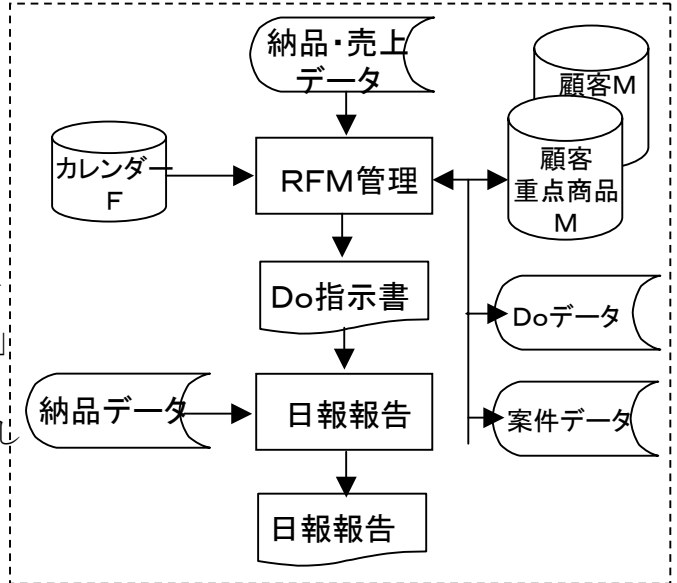 納品・売上
データ
顧客M
カレンダー
F
RFM管理
顧客
重点商品
M
Do指示書
Doデータ
」
納品データ
日報報告
案件データ
し
日報報告